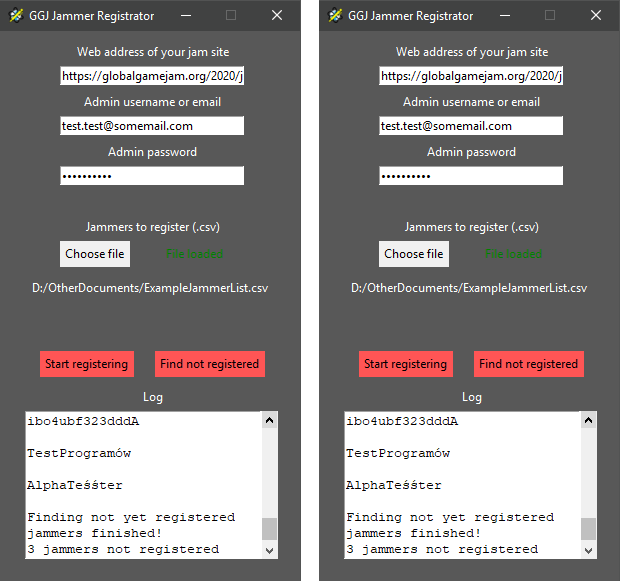 GGJ Jammer Registrator
Web address of your jam site
https://globalgamejam.org/2020/j
Admin username or email
test.test@somemail.com
Admin password
••••••••••
Jammers to register (.csv)
Choose file File loaded
D:/OtherDocuments/ExampleJammerList.csv
Start registering Find not registered
Log
ibo4ubf323dddA
TestProgramów
AlphaTeśśter
Finding not yet registered
jammers finished!
3 jammers not registered
GGJ Jammer Registrator
Web address of your jam site
https://globalgamejam.org/2020/j
Admin username or email
test.test@somemail.com
Admin password
••••••••••
Jammers to register (.csv)
Choose file File loaded
D:/OtherDocuments/ExampleJammerList.csv
Start registering Find not registered
Log
ibo4ubf323dddA
TestProgramów
AlphaTeśśter
Finding not yet registered
jammers finished!
3 jammers not registered